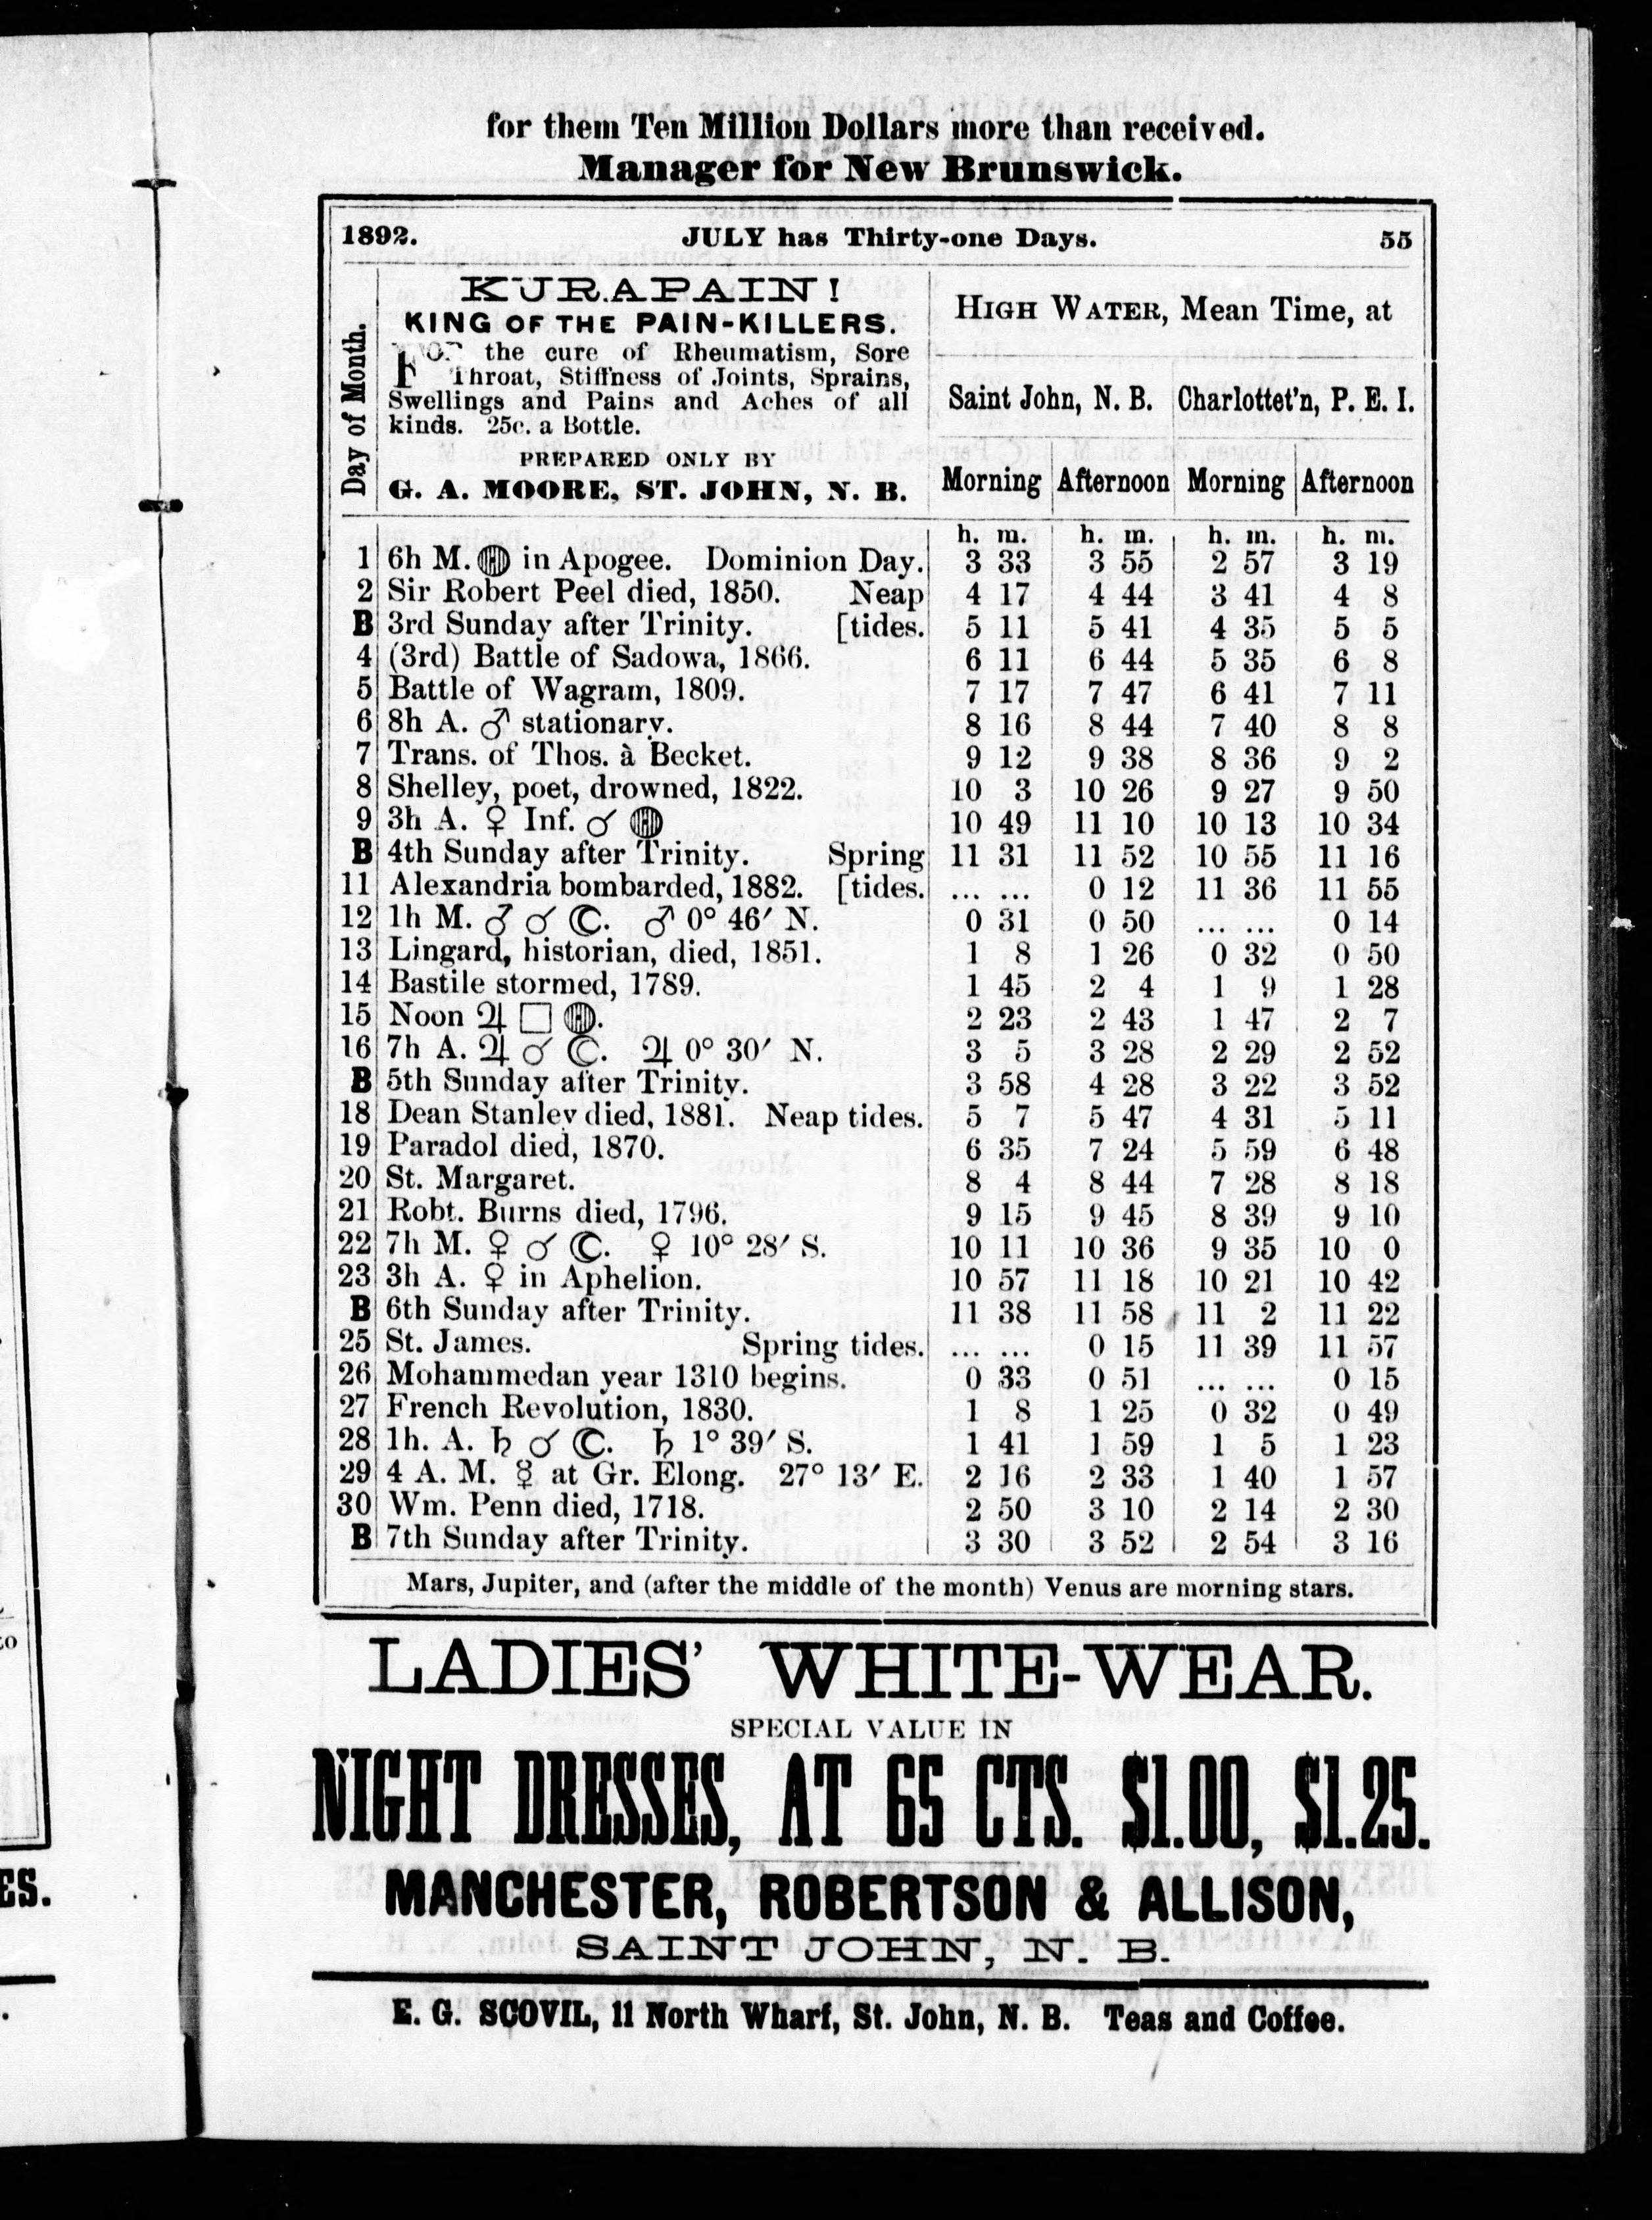 for them Ten Million Dollars more than received.
Manager for New Brunswick.
1892. JULY has Thirty-one Days. 55
Day of Month.
KURAPAIN!
KING OF THE PAIN-KILLERS.
FOR the cure of Rheumatism, Sore
Throat, Stiffness of Joints, Sprains,
Swellings and Pains and Aches of all
kinds. 25c. a Bottle.
PREPARED ONLY BY
G. A. MOORE, ST. JOHN, N. B.
HIGH WATER, Mean Time, at
Saint John, N. B. Charlottet'n, P. E. I.
Morning Afternoon Morning Afternoon
h. m. h. m. h. m. h. m.
1 6h M. in Apogee. Dominion Day. 3 33 3 55 2 57 3 19
2 Sir Robert Peel died, 1850. Neap 4 17 4 44 3 41 4 8
B 3rd Sunday after Trinity. [tides. 5 11 5 41 4 35 5 5
4 (3rd) Battle of Sadowa, 1866. 6 11 6 44 5 35 6 8
5 Battle of Wagram, 1809. 7 17 7 47 6 41 7 11
6 8h A. ♂ stationary. 8 16 8 44 7 40 8 8
7 Trans. of Thos. à Becket. 9 12 9 38 8 36 9 2
8 Shelley, poet, drowned, 1822. 10 3 10 26 9 27 9 50
9 3h A. ♀ Inf. ☌ 10 49 11 10 10 13 10 34
B 4th Sunday after Trinity. Spring 11 31 11 52 10 55 11 16
11 Alexandria bombarded, 1882. [tides. ... ... 0 12 11 36 11 55
12 1h M. ♂ ☌ ☾. ♂ 0° 46′ N. 0 31 0 50 ... ... 0 14
13 Lingard, historian, died, 1851. 1 8 1 26 0 32 0 50
14 Bastile stormed, 1789. 1 45 2 4 1 9 1 28
15 Noon ♃ □ . 2 23 2 43 1 47 2 7
16 7h A. ♃ ☌ ☾. ♃ 0° 30′ N. 3 5 3 28 2 29 2 52
B 5th Sunday after Trinity. 3 58 4 28 3 22 3 52
18 Dean Stanley died, 1881. Neap tides. 5 7 5 47 4 31 5 11
19 Paradol died, 1870. 6 35 7 24 5 59 6 48
20 St. Margaret. 8 4 8 44 7 28 8 18
21 Robt. Burns died, 1796. 9 15 9 45 8 39 9 10
22 7h M. ♀ ☌ ☾. ♀ 10° 28′ S. 10 11 10 36 9 35 10 0
23 3h A. ♀ in Aphelion. 10 57 11 18 10 21 10 42
B 6th Sunday after Trinity. 11 38 11 58 11 2 11 22
25 St. James. Spring tides. ... ... 0 15 11 39 11 57
26 Mohammedan year 1310 begins. 0 33 0 51 ... ... 0 15
27 French Revolution, 1830. 1 8 1 25 0 32 0 49
28 1h. A. ♄ ☌ ☾. ♄ 1° 39′ S. 1 41 1 59 1 5 1 23
29 4 A. M. ☿ at Gr. Elong. 27° 13′ E. 2 16 2 33 1 40 1 57
30 Wm. Penn died, 1718. 2 50 3 10 2 14 2 30
B 7th Sunday after Trinity. 3 30 3 52 2 54 3 16
Mars, Jupiter, and (after the middle of the month) Venus are morning stars.
LADIES' WHITE-WEAR.
SPECIAL VALUE IN
NIGHT DRESSES, AT 65 CTS. $1.00, $1.25.
MANCHESTER, ROBERTSON & ALLISON,
SAINT JOHN, N. B.
E. G. SCOVIL, 11 North Wharf, St. John, N. B. Teas and Coffee.